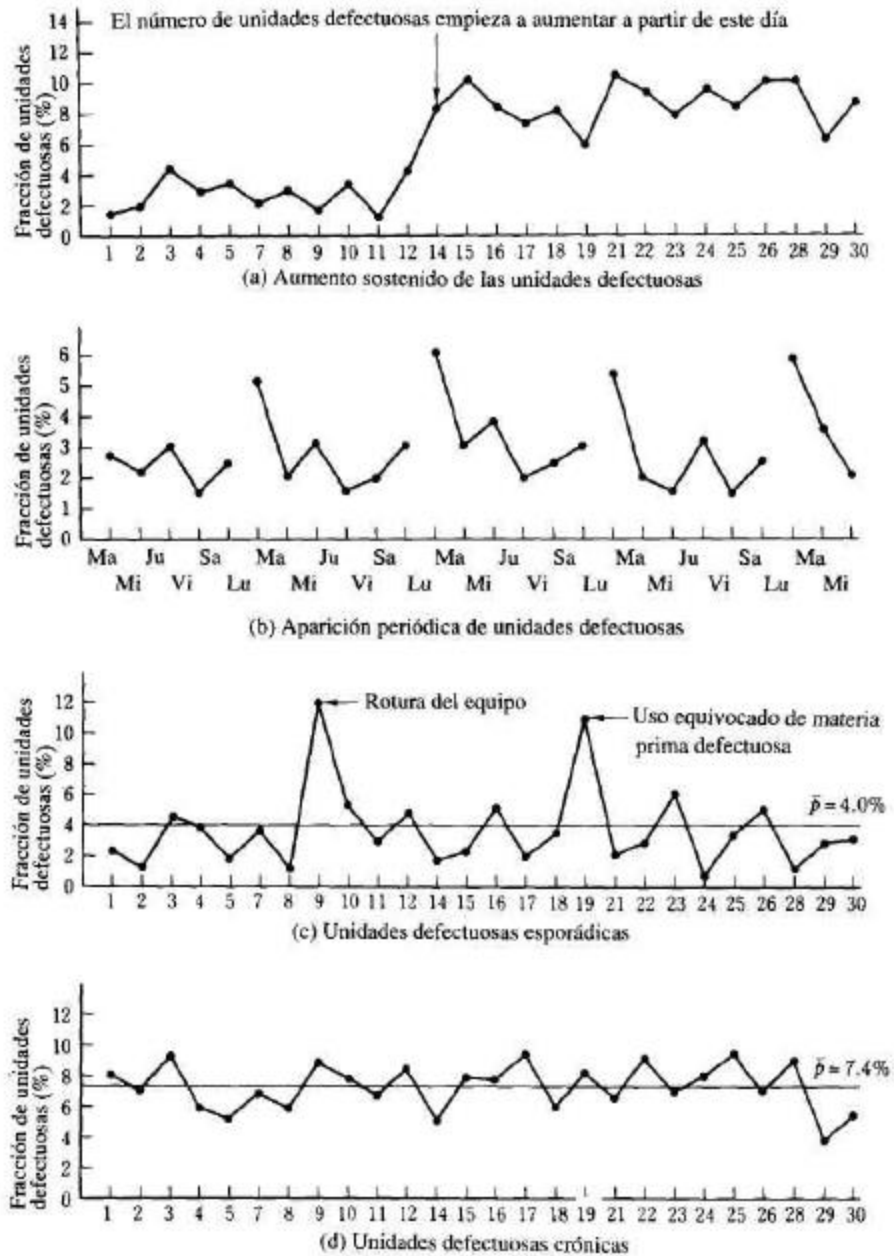 El número de unidades defectuosas empieza a aumentar a partir de este día
Fracción de unidades
defectuosas (%)
14
12
10
8
6
4
2
0
1 2 3 4 5 7 8 9 10 11 12 14 15 16 17 18 19 21 22 23 24 25 26 28 29 30
(a) Aumento sostenido de las unidades defectuosas
Fracción de unidades
defectuosas (%)
6
5
4
3
2
1
0
Ma Ju Sa Ma Ju Sa Ma Ju Sa Ma Ju Sa Ma
Mi Vi Lu Mi Vi Lu Mi Vi Lu Mi Vi Lu Mi
(b) Aparición periódica de unidades defectuosas
Fracción de unidades
defectuosas (%)
12
10
8
6
4
2
0
Rotura del equipo
Uso equivocado de materia
prima defectuosa
p̄ = 4.0%
1 2 3 4 5 7 8 9 10 11 12 14 15 16 17 18 19 21 22 23 24 25 26 28 29 30
(c) Unidades defectuosas esporádicas
Fracción de unidades
defectuosas (%)
12
10
8
6
4
2
0
p̄ = 7.4%
1 2 3 4 5 7 8 9 10 11 12 14 15 16 17 18 19 21 22 23 24 25 26 28 29 30
(d) Unidades defectuosas crónicas